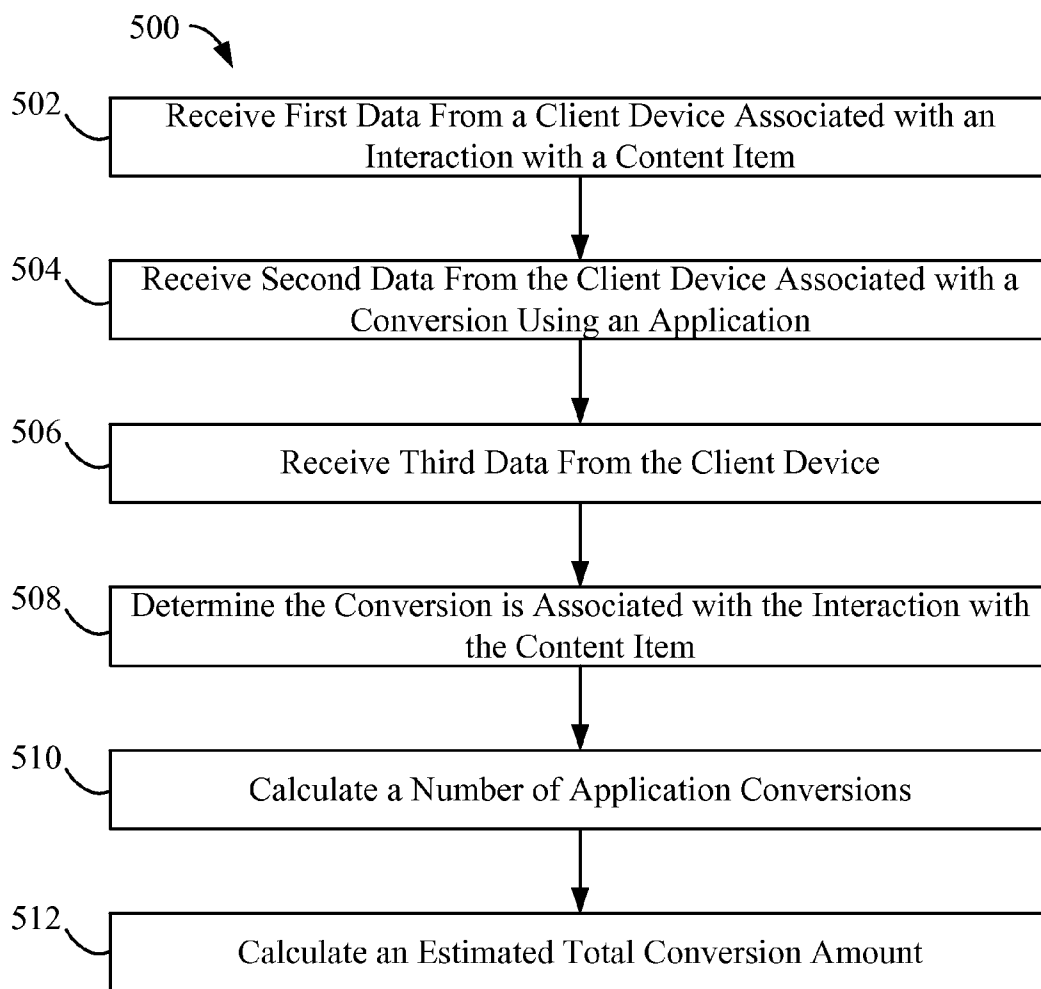 500
502
Receive First Data From a Client Device Associated with an
Interaction with a Content Item
504
Receive Second Data From the Client Device Associated with a
Conversion Using an Application
506
Receive Third Data From the Client Device
508
Determine the Conversion is Associated with the Interaction with
the Content Item
510
Calculate a Number of Application Conversions
512
Calculate an Estimated Total Conversion Amount